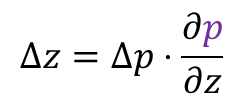 Δz = Δp · ∂p/∂z